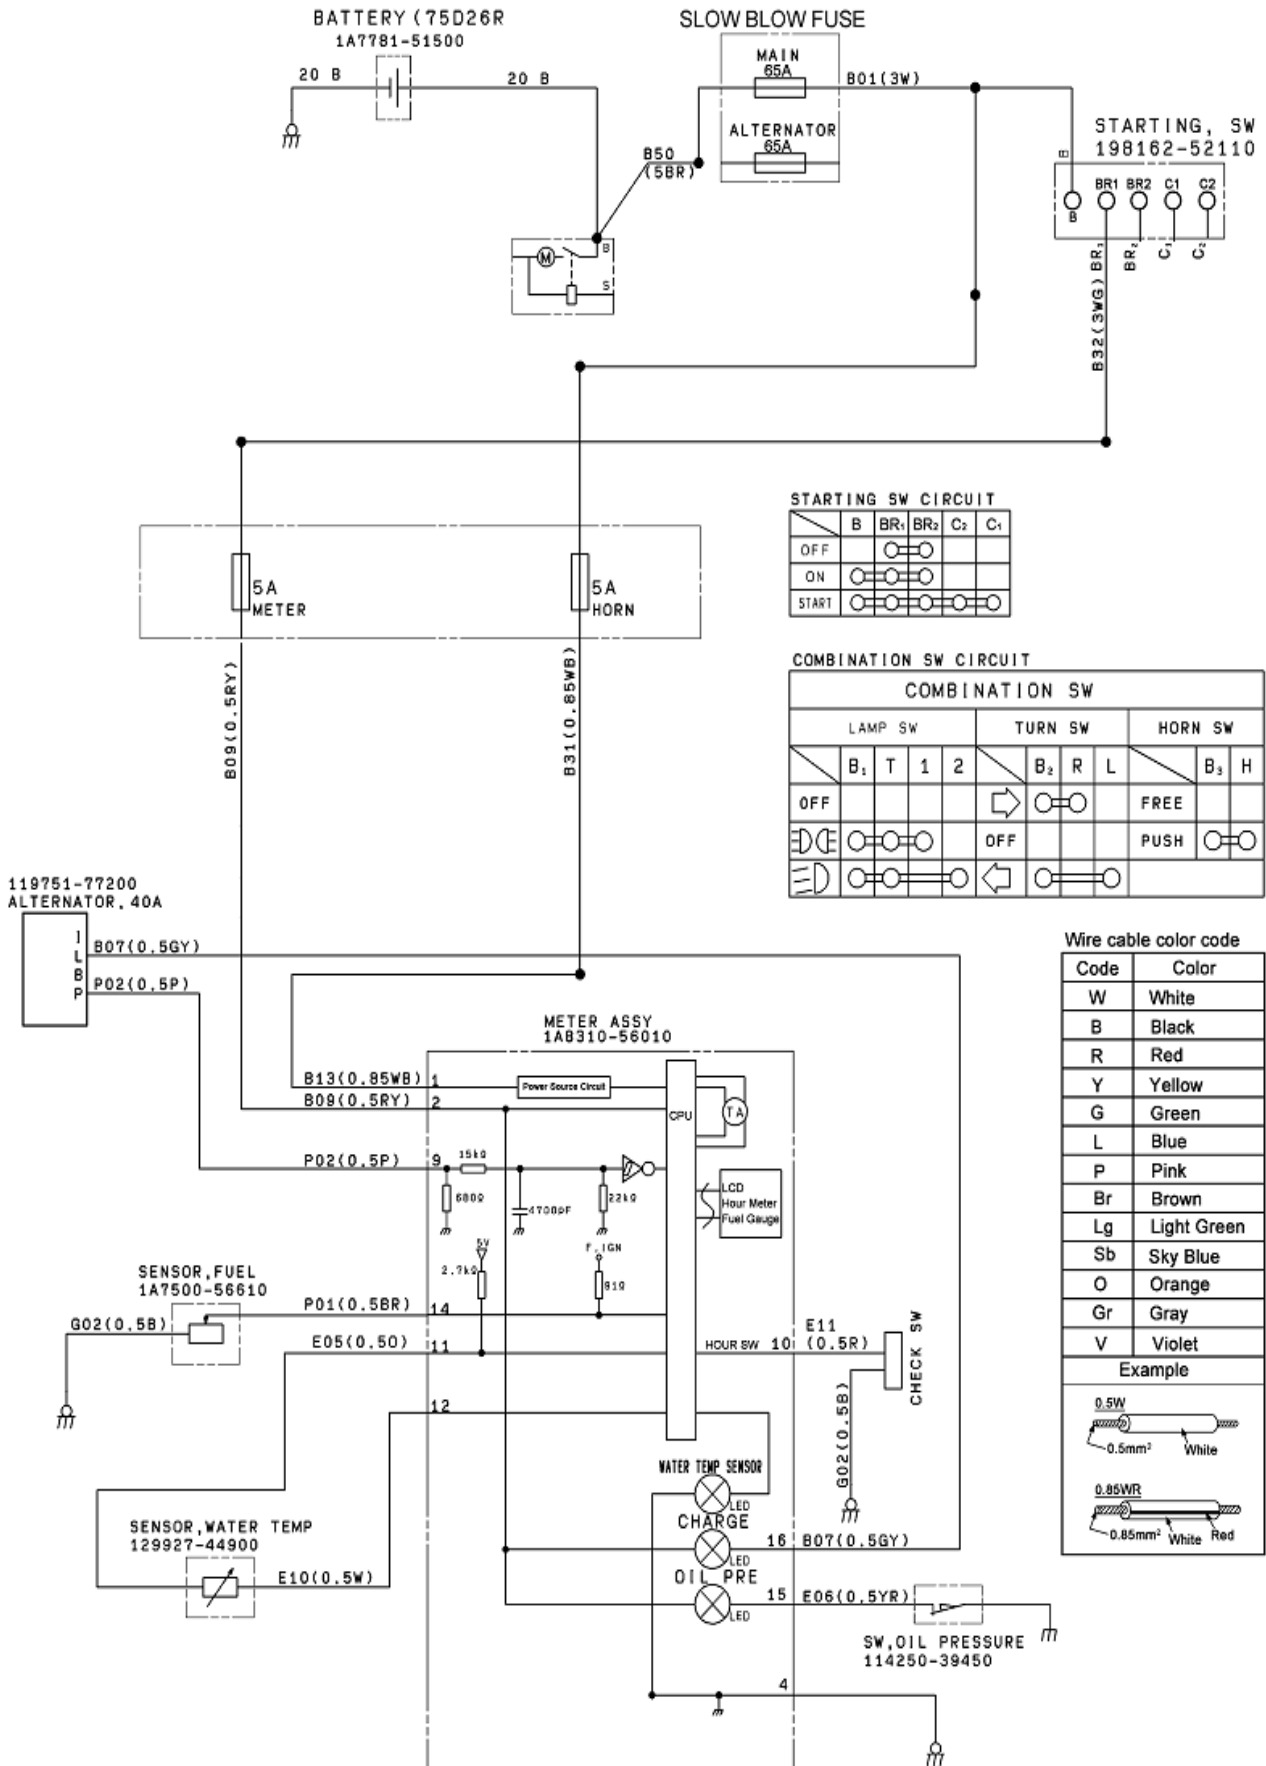 BATTERY (75D26R
1A7781-51500
20 B
20 B
SLOW BLOW FUSE
MAIN
65A
B01(3W)
ALTERNATOR
65A
B50
(5BR)
STARTING, SW
198162-52110
B
BR1 BR2 C1 C2
B
BR₁
BR₂
C₁
C₂
B32(3WG)
M
B
S
5A
METER
5A
HORN
B09(0.5RY)
B31(0.85WB)
STARTING SW CIRCUIT
B BR₁ BR₂ C₂ C₁
OFF
ON
START
COMBINATION SW CIRCUIT
COMBINATION SW
LAMP SW TURN SW HORN SW
B₁ T 1 2 B₂ R L B₃ H
OFF FREE
OFF PUSH
119751-77200
ALTERNATOR, 40A
I
L
B
P
B07(0.5GY)
P02(0.5P)
Wire cable color code
Code Color
W White
B Black
R Red
Y Yellow
G Green
L Blue
P Pink
Br Brown
Lg Light Green
Sb Sky Blue
O Orange
Gr Gray
V Violet
Example
0.5W
0.5mm²
White
0.85WR
0.85mm²
White
Red
METER ASSY
1A8310-56010
B13(0.85WB) 1
Power Source Circuit
B09(0.5RY) 2
CPU
TA
P02(0.5P) 9
15kΩ
680Ω
4700pF
22kΩ
LCD
Hour Meter
Fuel Gauge
5V
2.7kΩ
F, IGN
91Ω
SENSOR, FUEL
1A7500-56610
P01(0.5BR) 14
G02(0.5B)
E05(0.5O) 11
HOUR SW 10
E11
(0.5R)
CHECK SW
G02(0.5B)
12
WATER TEMP SENSOR
LED
CHARGE
LED
16 B07(0.5GY)
OIL PRE
LED
15 E06(0.5YR)
SENSOR, WATER TEMP
129927-44900
E10(0.5W)
SW, OIL PRESSURE
114250-39450
4